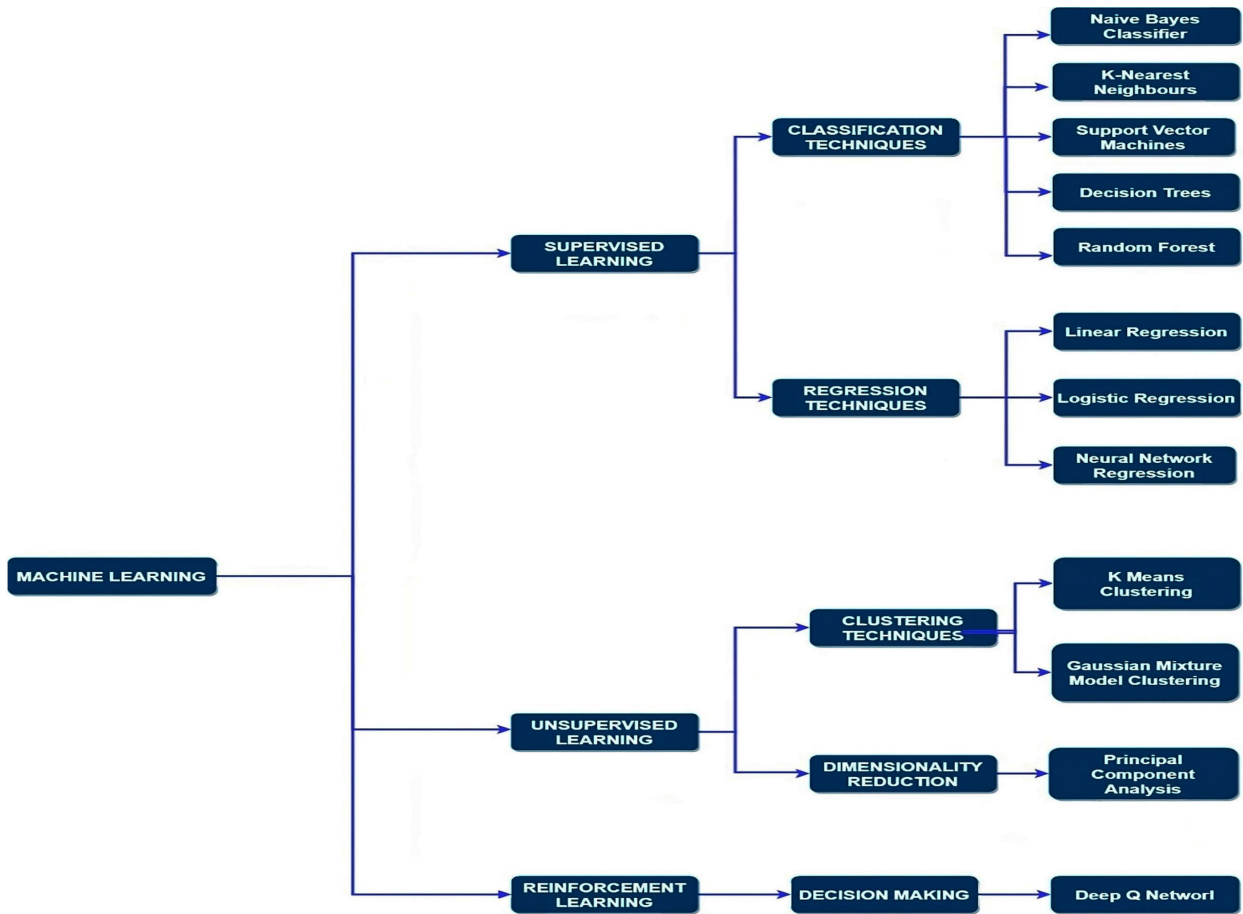 Naive Bayes
Classifier
K-Nearest
Neighbours
CLASSIFICATION
TECHNIQUES
Support Vector
Machines
Decision Trees
SUPERVISED
LEARNING
Random Forest
Linear Regression
REGRESSION
TECHNIQUES
Logistic Regression
Neural Network
Regression
MACHINE LEARNING
K Means
Clustering
CLUSTERING
TECHNIQUES
Gaussian Mixture
Model Clustering
UNSUPERVISED
LEARNING
DIMENSIONALITY
REDUCTION
Principal
Component
Analysis
REINFORCEMENT
LEARNING
DECISION MAKING
Deep Q Networl